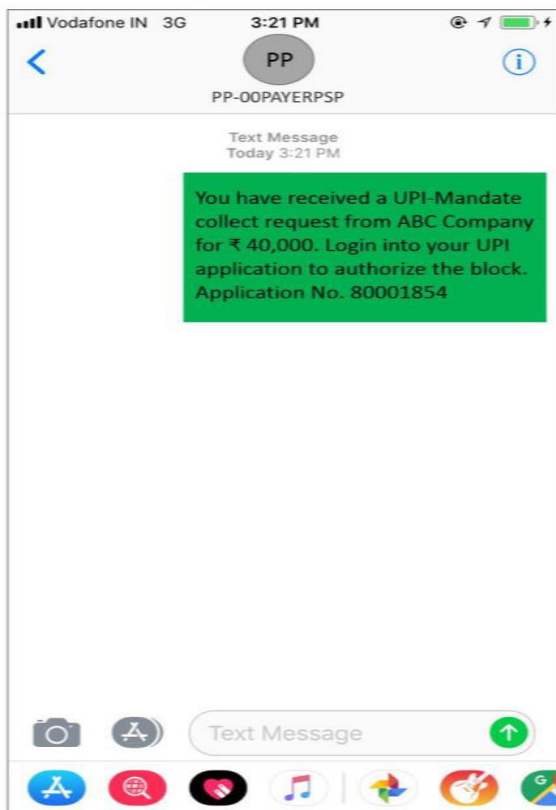 Vodafone IN 3G 3:21 PM
PP
i
PP-00PAYERPSP
Text Message
Today 3:21 PM
You have received a UPI-Mandate
collect request from ABC Company
for ₹ 40,000. Login into your UPI
application to authorize the block.
Application No. 80001854
Text Message
G